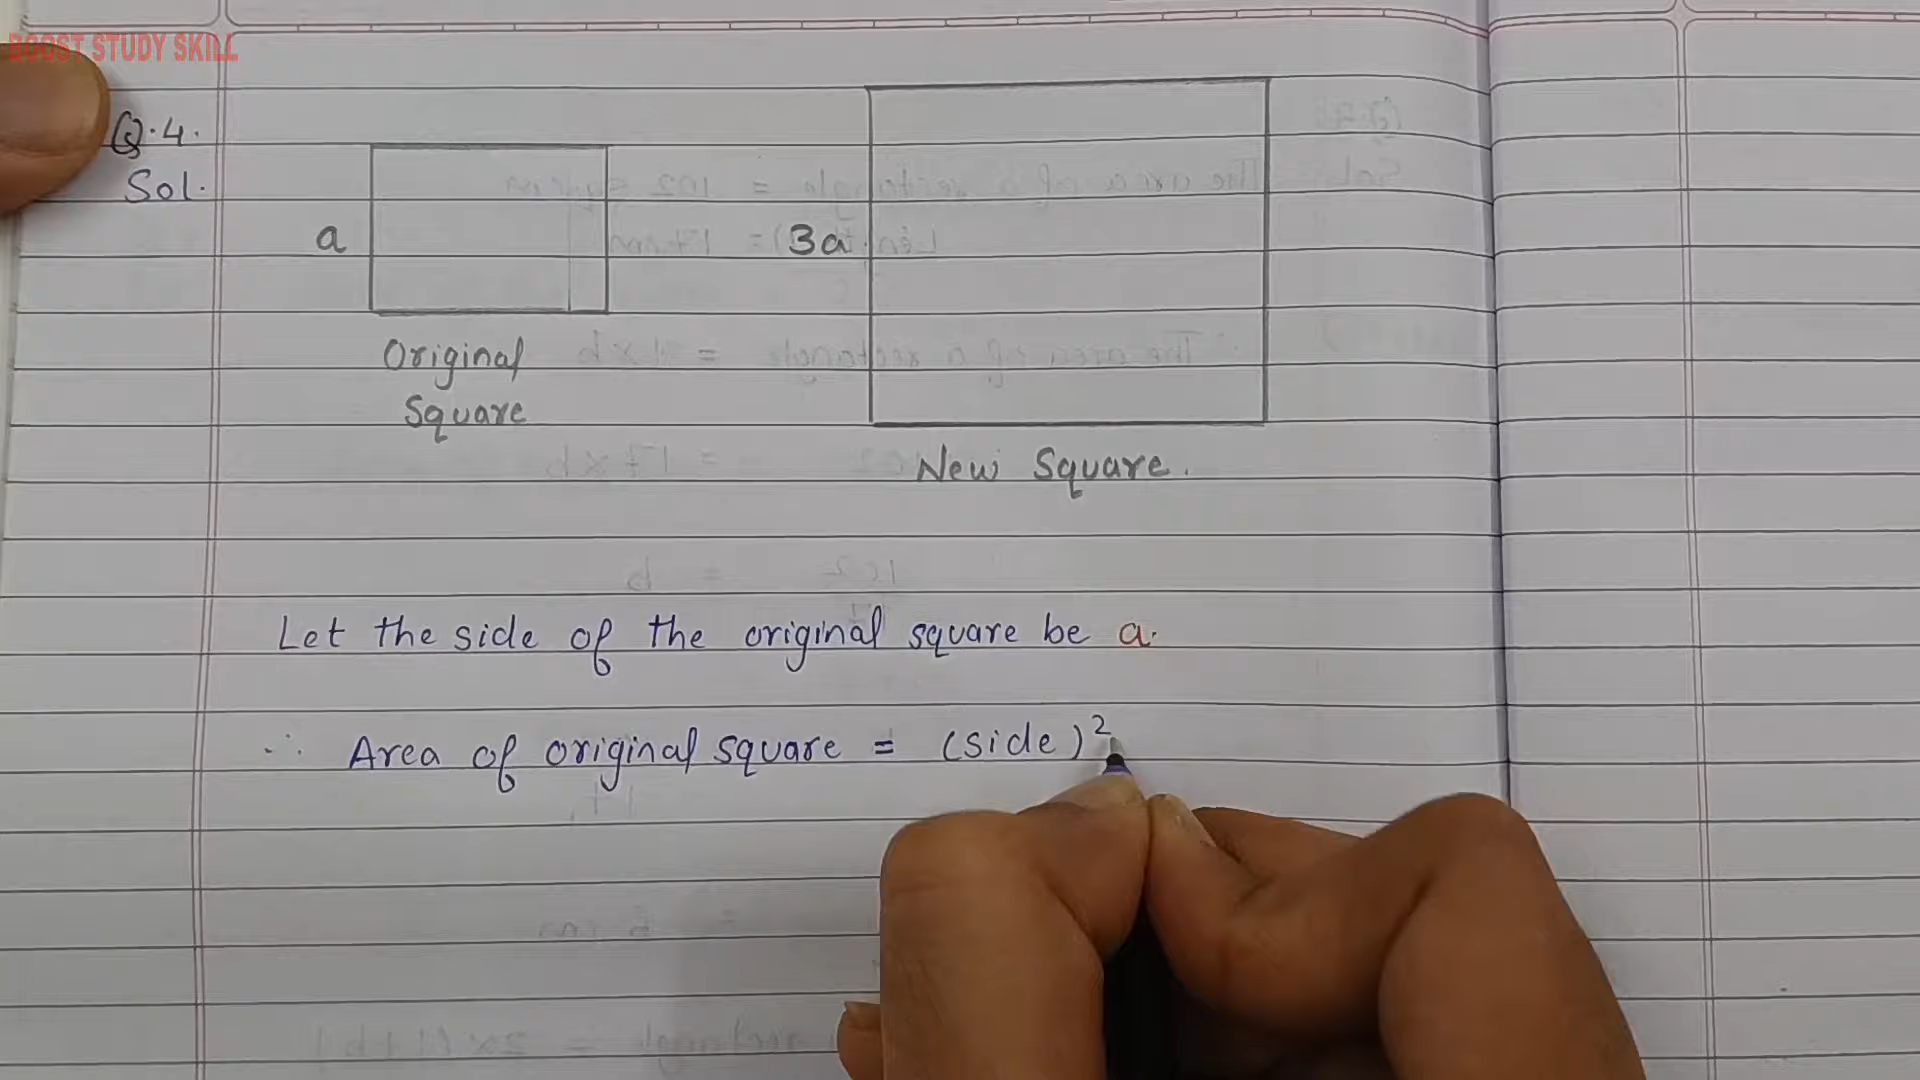 BOOST STUDY SKILL
Q.4.
Sol.
a
3a
Original
Square
New Square.
Let the side of the original square be a.
∴ Area of original square = (side)²